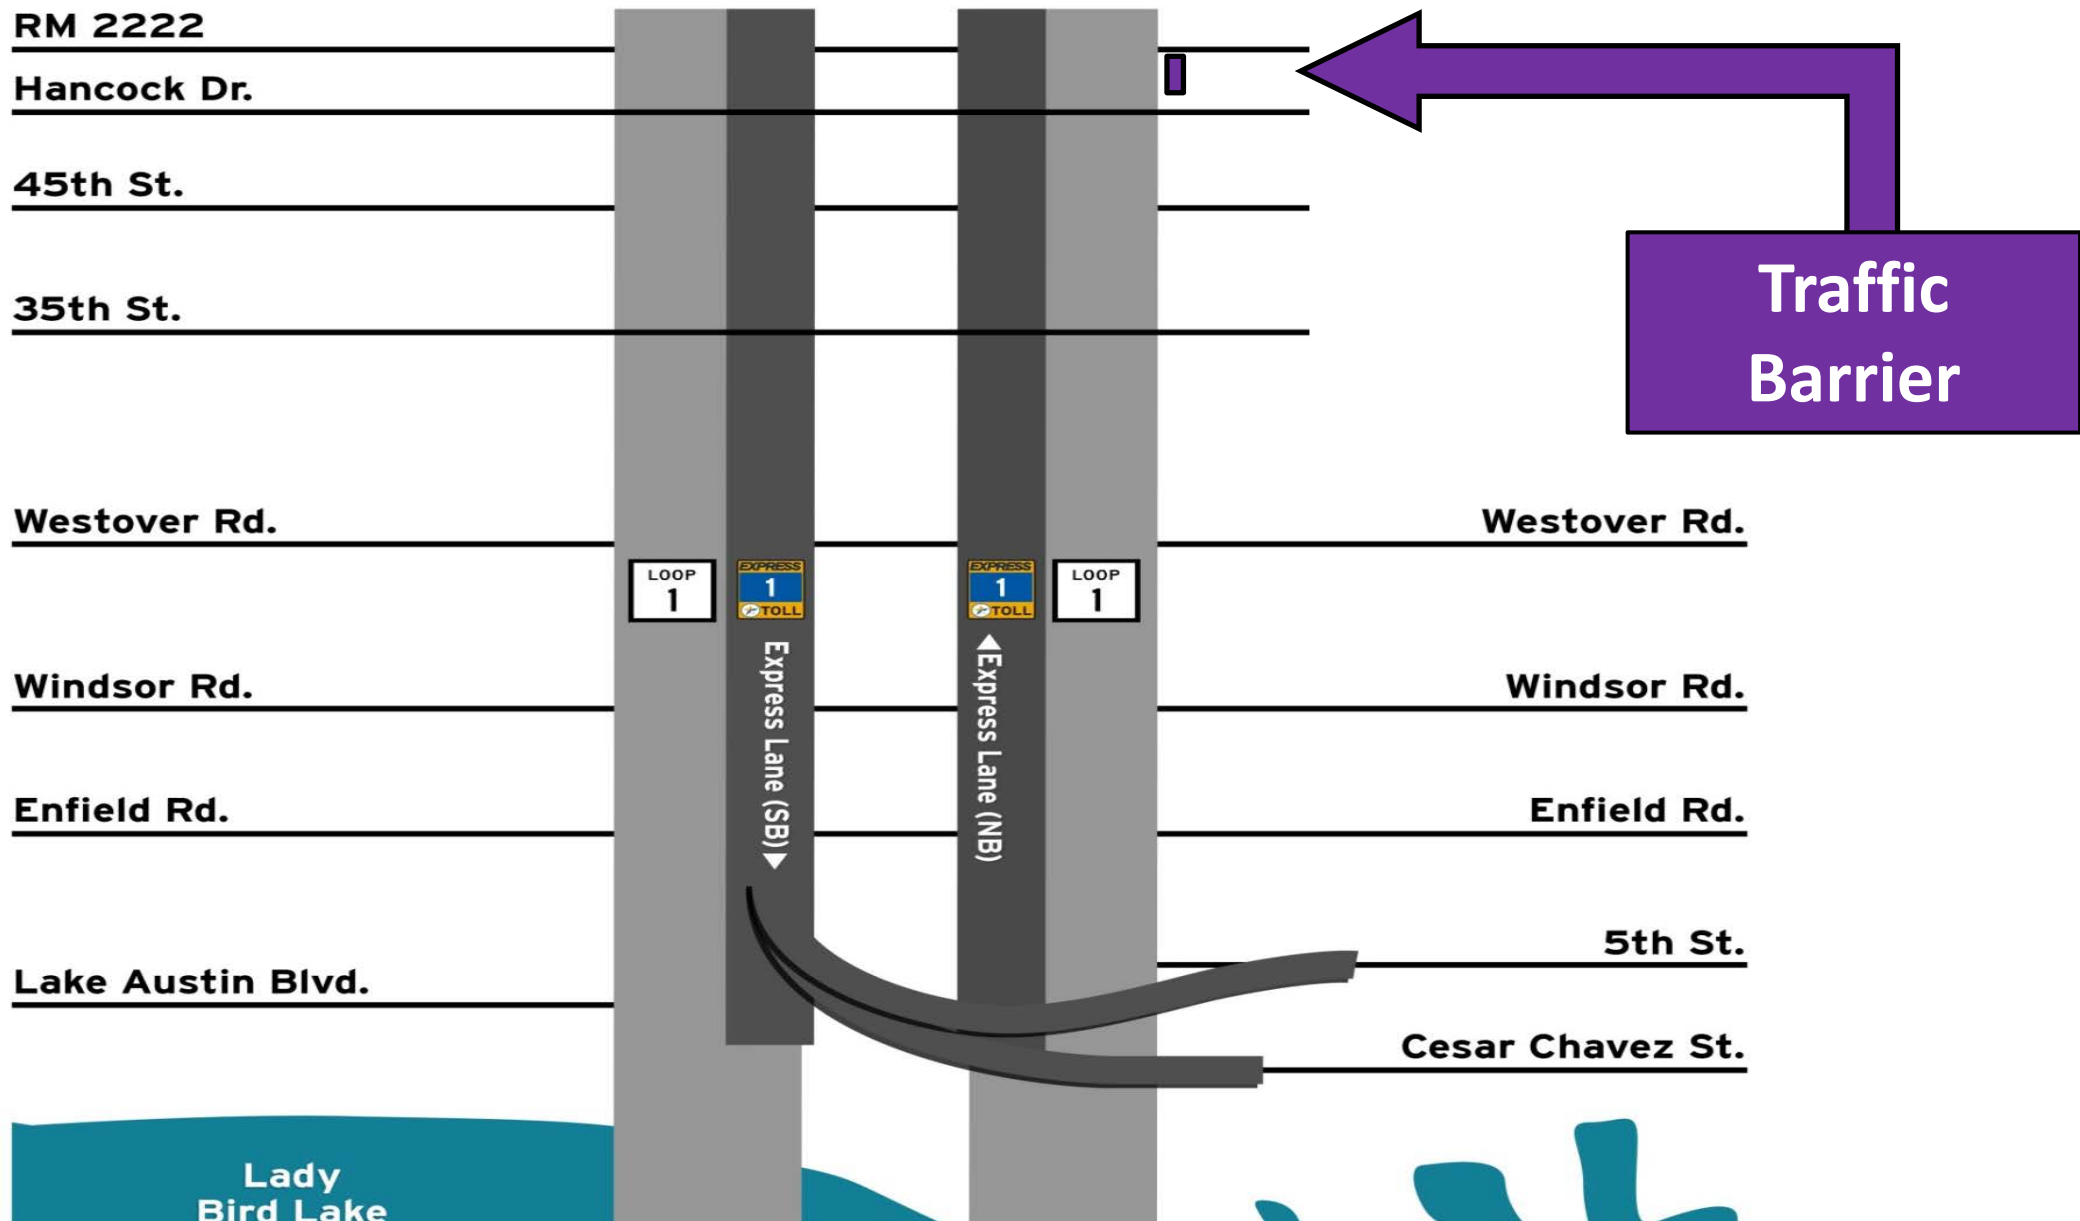 RM 2222
Hancock Dr.
45th St.
35th St.
Traffic
Barrier
Westover Rd.
Westover Rd.
LOOP
1
EXPRESS
1
TOLL
EXPRESS
1
TOLL
LOOP
1
Express Lane (SB)
Express Lane (NB)
Windsor Rd.
Windsor Rd.
Enfield Rd.
Enfield Rd.
5th St.
Lake Austin Blvd.
Cesar Chavez St.
Lady
Bird Lake